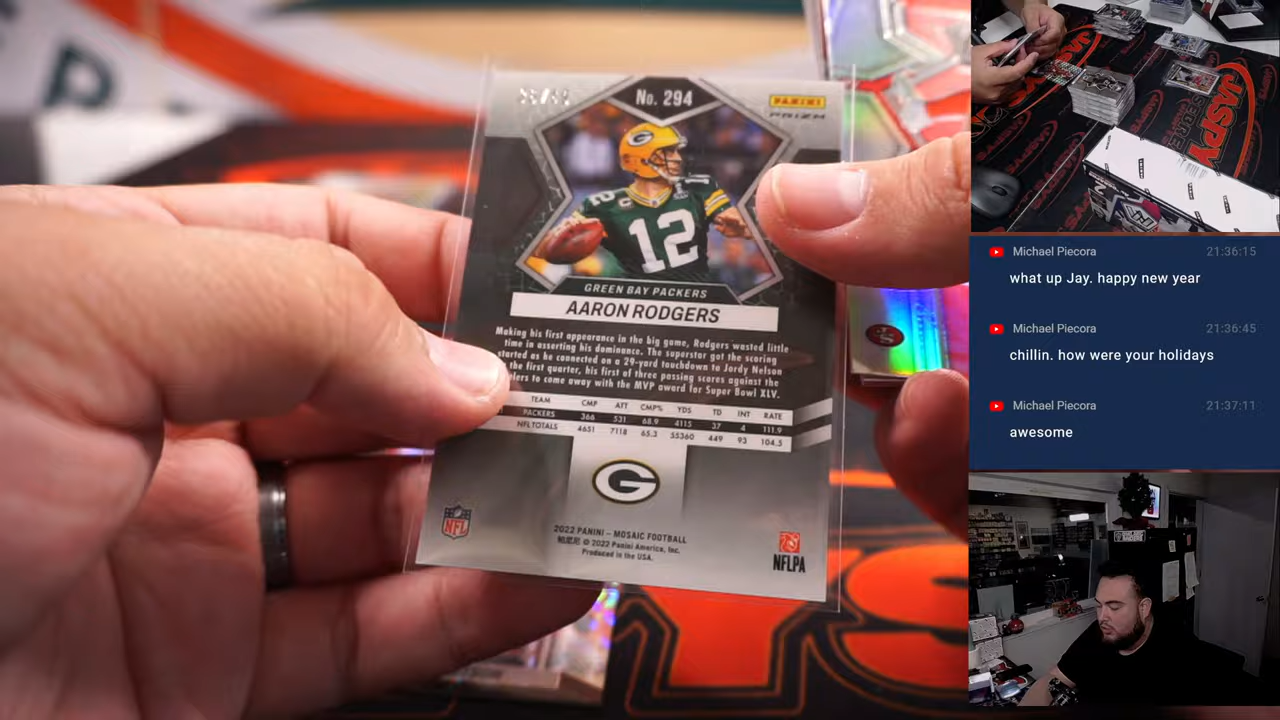 No. 294
PANINI
PRIZM
12
GREEN BAY PACKERS
AARON RODGERS
Making his first appearance in the big game, Rodgers wasted little
time in asserting his dominance. The superstar got the scoring
started as he connected on a 29-yard touchdown to Jordy Nelson
the first quarter, his first of three passing scores against the
to come away with the MVP award for Super Bowl XLV.
TEAM CMP ATT CMP% YDS TD INT RATE
PACKERS 366 531 68.9 4115 37 4 111.9
NFL TOTALS 4651 7118 65.3 55360 449 93 104.5
G
NFL
2022 PANINI – MOSAIC FOOTBALL
© 2022 Panini America, Inc.
Produced in the USA.
NFLPA
JASPY
Michael Piecora 21:36:15
what up Jay. happy new year
Michael Piecora 21:36:45
chillin. how were your holidays
Michael Piecora 21:37:11
awesome